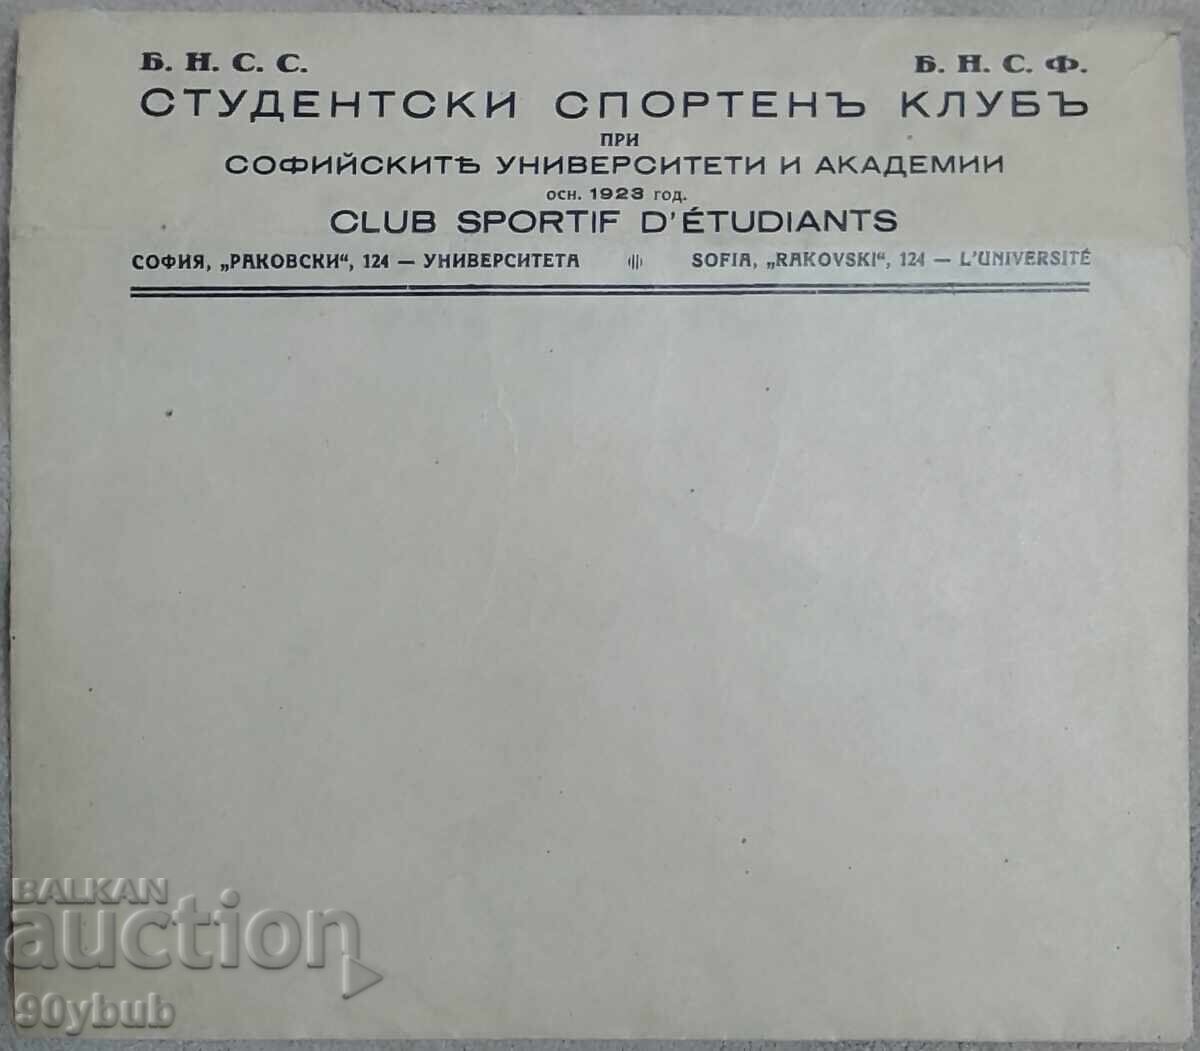 Б. Н. С. С. Б. Н. С. Ф.
СТУДЕНТСКИ СПОРТЕНЪ КЛУБЪ
ПРИ
СОФИЙСКИТѢ УНИВЕРСИТЕТИ И АКАДЕМИИ
осн. 1923 год.
CLUB SPORTIF D'ÉTUDIANTS
СОФИЯ, „РАКОВСКИ“, 124 — УНИВЕРСИТЕТА SOFIA, „RAKOVSKI“, 124 — L'UNIVERSITÉ
BALKAN
auction
90ybub